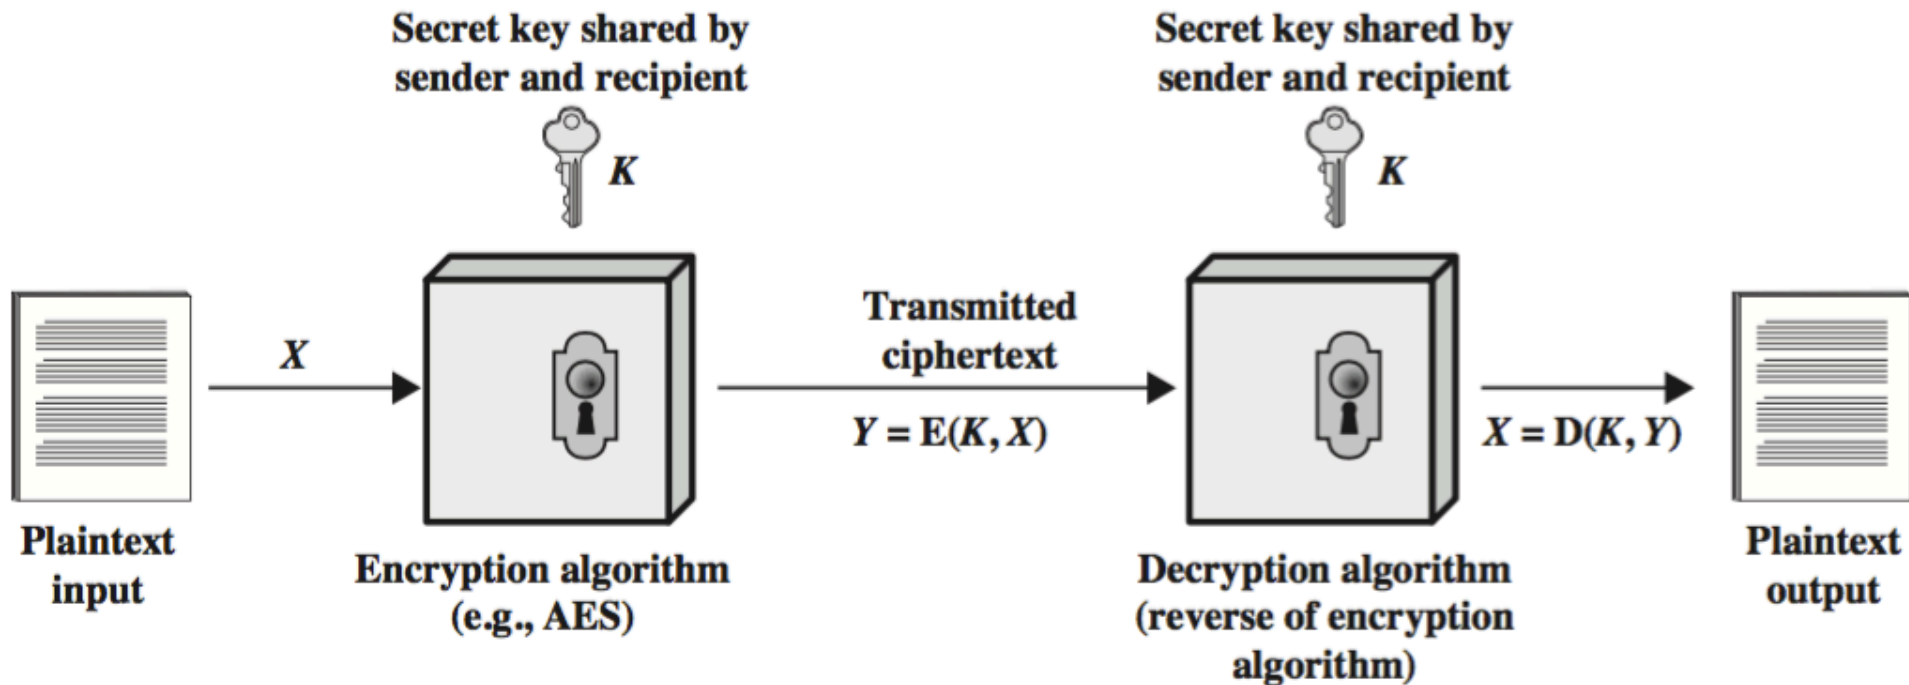 Secret key shared by
sender and recipient
K
Secret key shared by
sender and recipient
K
X
Transmitted
ciphertext
Y = E(K, X)
X = D(K, Y)
Plaintext
input
Encryption algorithm
(e.g., AES)
Decryption algorithm
(reverse of encryption
algorithm)
Plaintext
output